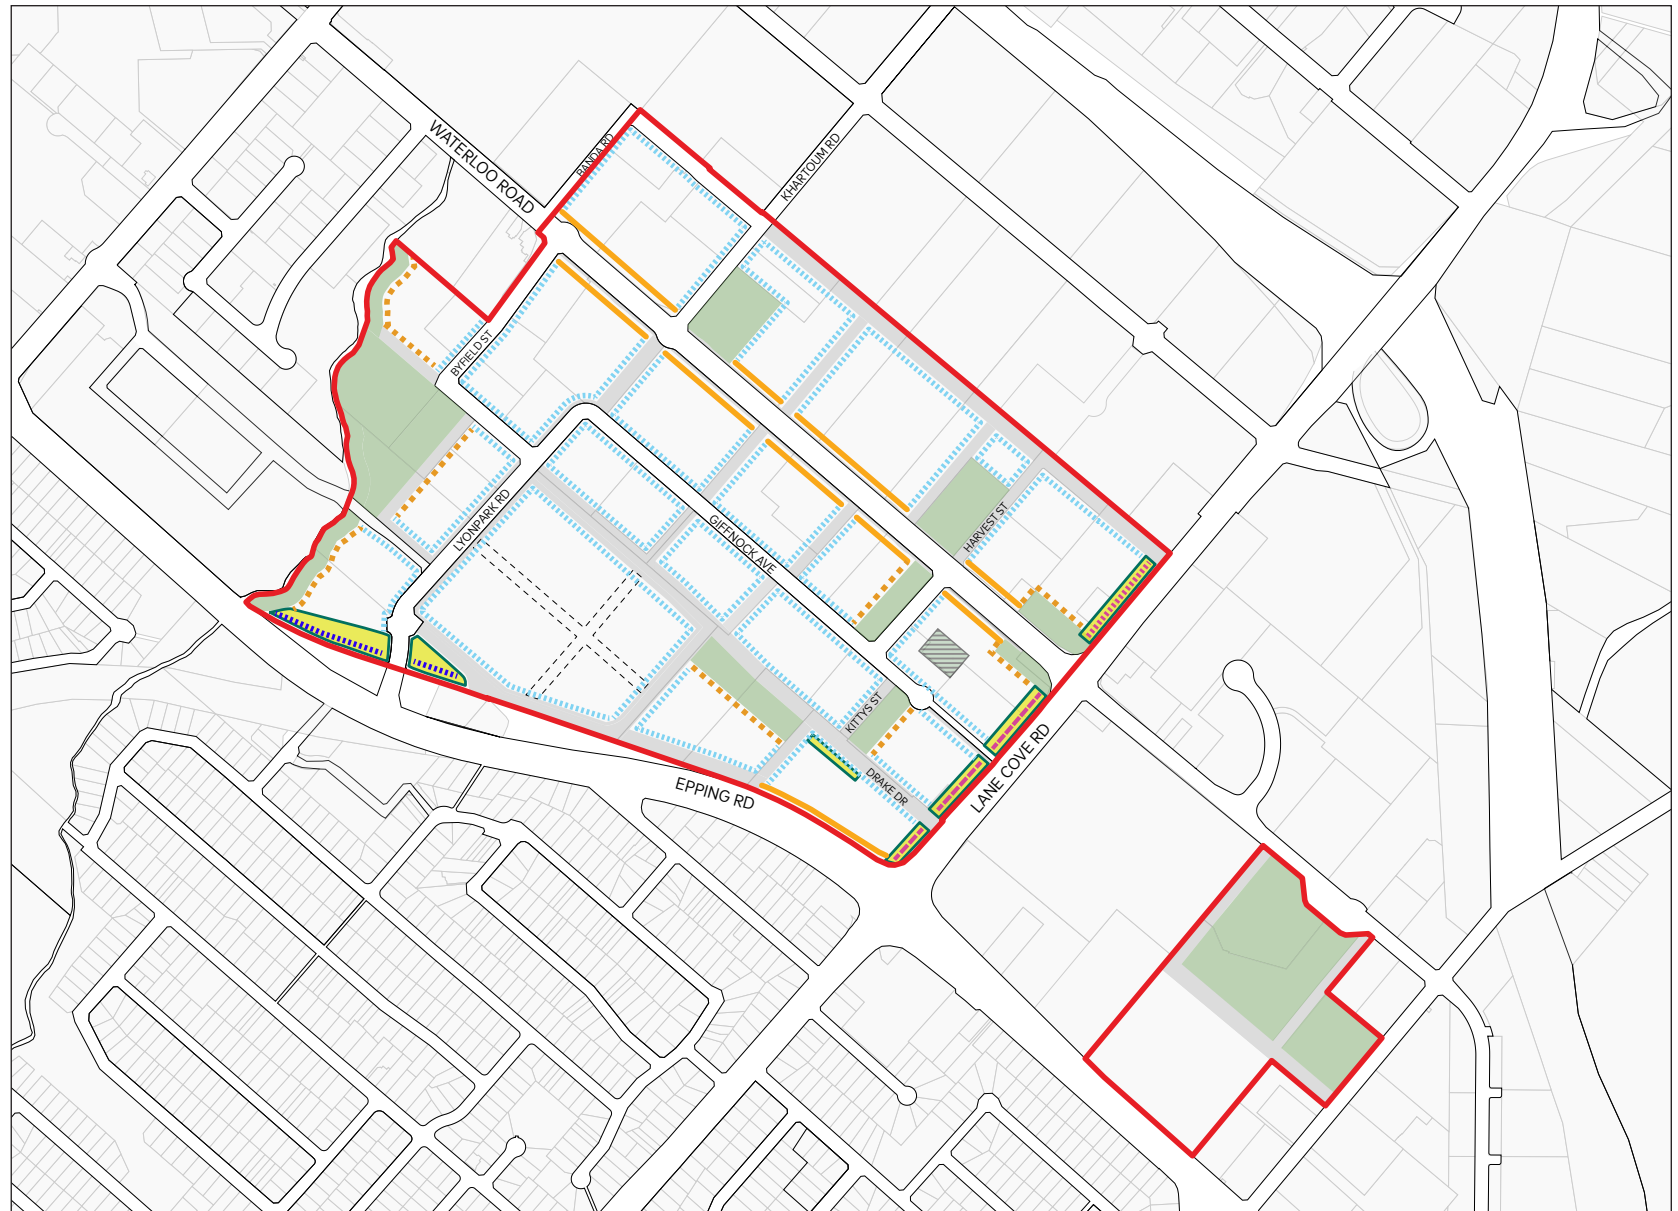 WATERLOO ROAD
BANDA RD
KHARTOUM RD
BYFIELD ST
LYONPARK RD
GIFFNOCK AVE
HARVEST ST
KITTYS ST
DRAKE DR
LANE COVE RD
EPPING RD